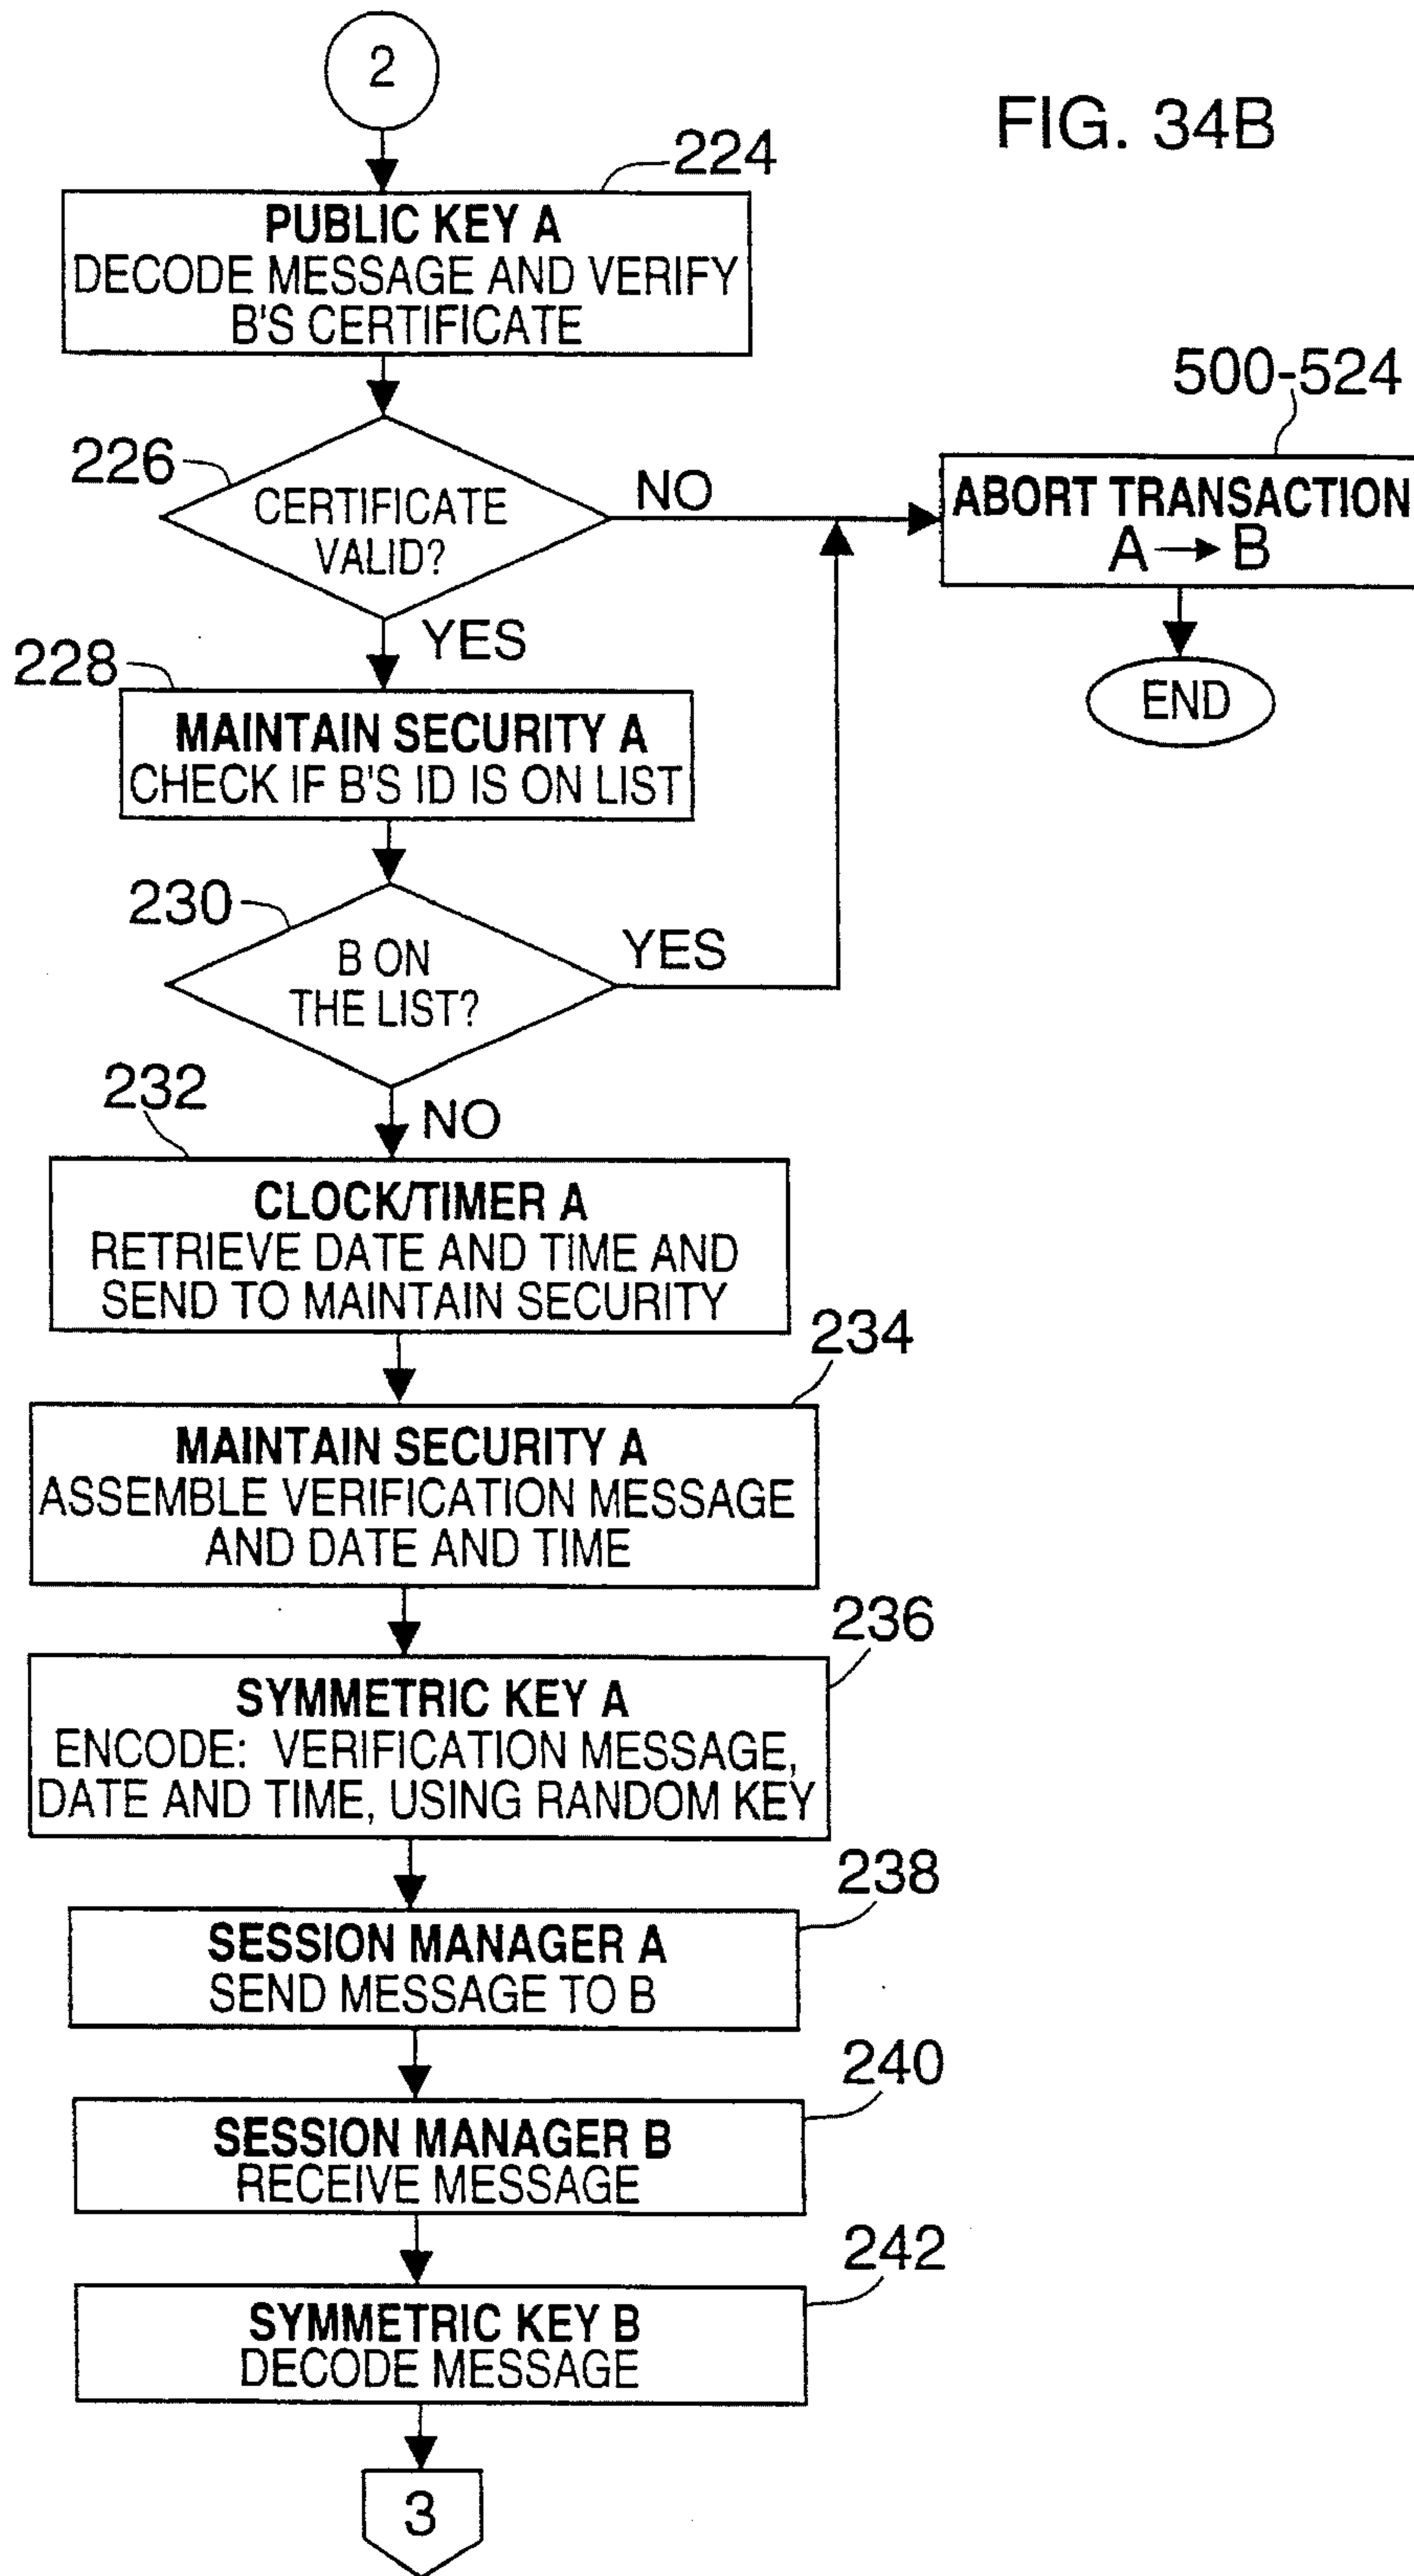 2
FIG. 34B
224
PUBLIC KEY A
DECODE MESSAGE AND VERIFY
B'S CERTIFICATE
500-524
226
CERTIFICATE
VALID?
NO
ABORT TRANSACTION
A → B
YES
END
228
MAINTAIN SECURITY A
CHECK IF B'S ID IS ON LIST
230
B ON
THE LIST?
YES
232
NO
CLOCK/TIMER A
RETRIEVE DATE AND TIME AND
SEND TO MAINTAIN SECURITY
234
MAINTAIN SECURITY A
ASSEMBLE VERIFICATION MESSAGE
AND DATE AND TIME
236
SYMMETRIC KEY A
ENCODE: VERIFICATION MESSAGE,
DATE AND TIME, USING RANDOM KEY
238
SESSION MANAGER A
SEND MESSAGE TO B
240
SESSION MANAGER B
RECEIVE MESSAGE
242
SYMMETRIC KEY B
DECODE MESSAGE
3